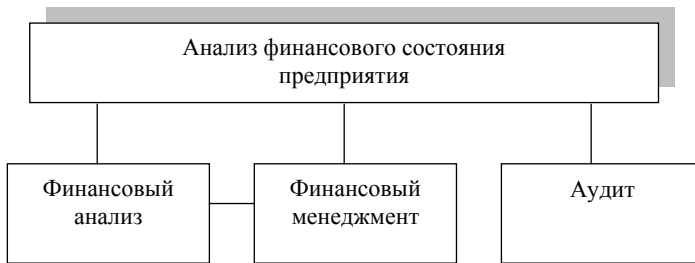 Анализ финансового состояния
предприятия
Финансовый
анализ
Финансовый
менеджмент
Аудит